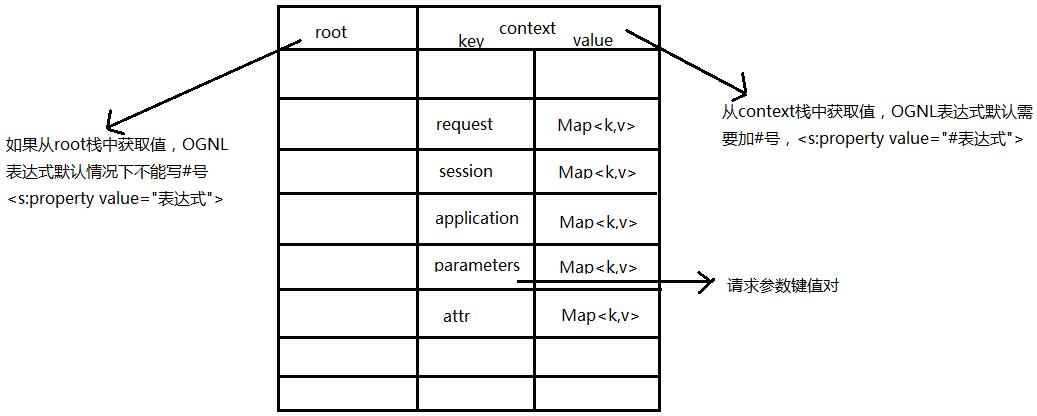 root
context
key value
如果从root栈中获取值，OGNL
表达式默认情况下不能写#号
<s:property value="表达式">
从context栈中获取值，OGNL表达式默认需
要加#号，<s:property value="#表达式">
request Map<k,v>
session Map<k,v>
application Map<k,v>
parameters Map<k,v>
请求参数键值对
attr Map<k,v>